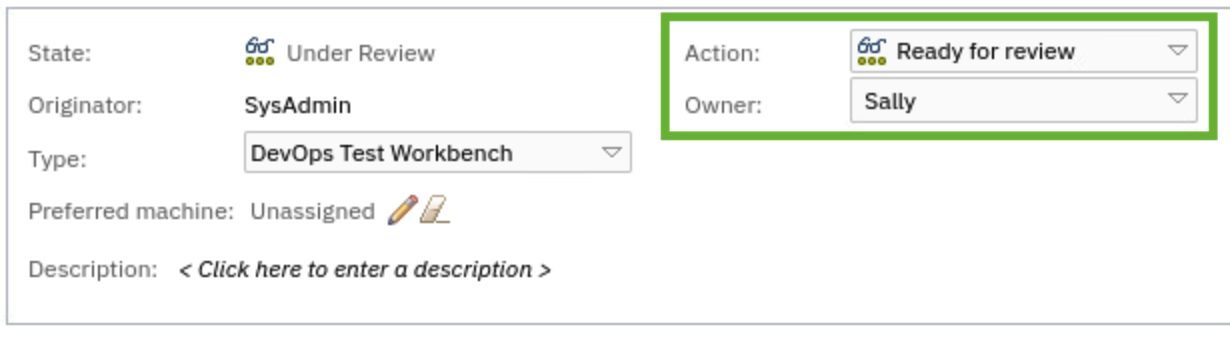 State: Under Review
Action: Ready for review
Originator: SysAdmin
Owner: Sally
Type: DevOps Test Workbench
Preferred machine: Unassigned
Description: < Click here to enter a description >